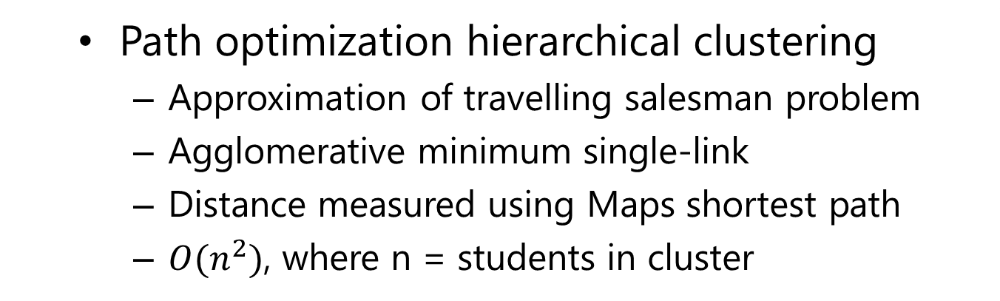 • Path optimization hierarchical clustering
– Approximation of travelling salesman problem
– Agglomerative minimum single-link
– Distance measured using Maps shortest path
– 𝑂(𝑛²), where n = students in cluster